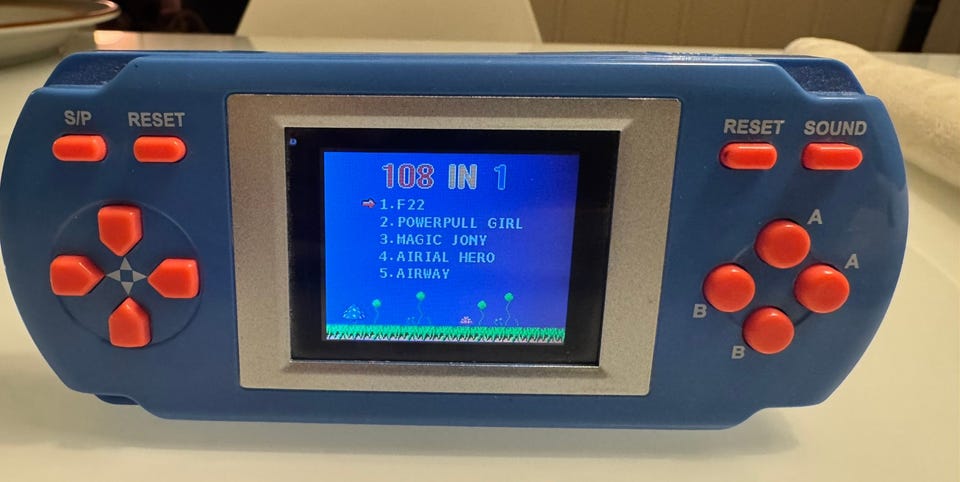 S/P
RESET
RESET
SOUND
108 IN 1
1.F22
2.POWERPULL GIRL
3.MAGIC JONY
4.AIRIAL HERO
5.AIRWAY
A
A
B
B